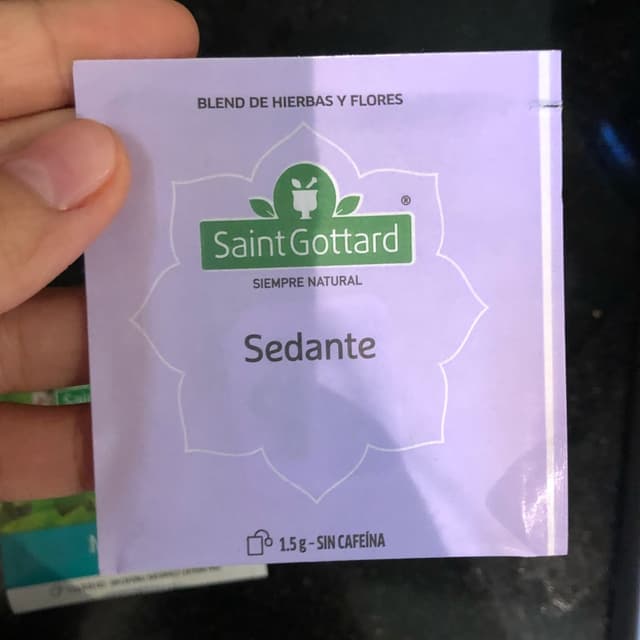 BLEND DE HIERBAS Y FLORES
SaintGottard®
SIEMPRE NATURAL
Sedante
1.5 g - SIN CAFEÍNA